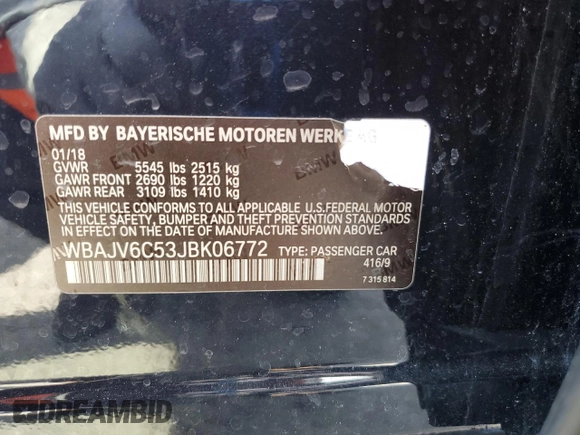 MFD BY BAYERISCHE MOTOREN WERKE AG
01/18
GVWR 5545 lbs 2515 kg
GAWR FRONT 2690 lbs 1220 kg
GAWR REAR 3109 lbs 1410 kg
THIS VEHICLE CONFORMS TO ALL APPLICABLE U.S.FEDERAL MOTOR
VEHICLE SAFETY, BUMPER AND THEFT PREVENTION STANDARDS
IN EFFECT ON THE DATE OF MANUFACTURE SHOWN ABOVE.
WBAJV6C53JBK06772 TYPE: PASSENGER CAR
416/9
7 315 814
DREAMBID